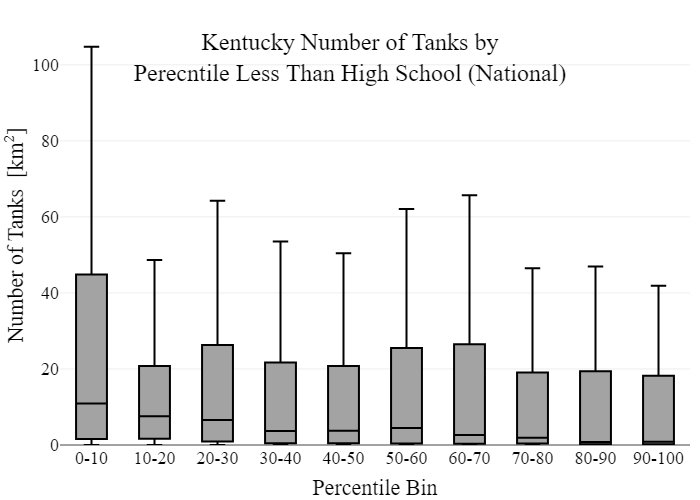 Kentucky Number of Tanks by
Perecntile Less Than High School (National)
Number of Tanks [km²]
100
80
60
40
20
0
0-10 10-20 20-30 30-40 40-50 50-60 60-70 70-80 80-90 90-100
Percentile Bin